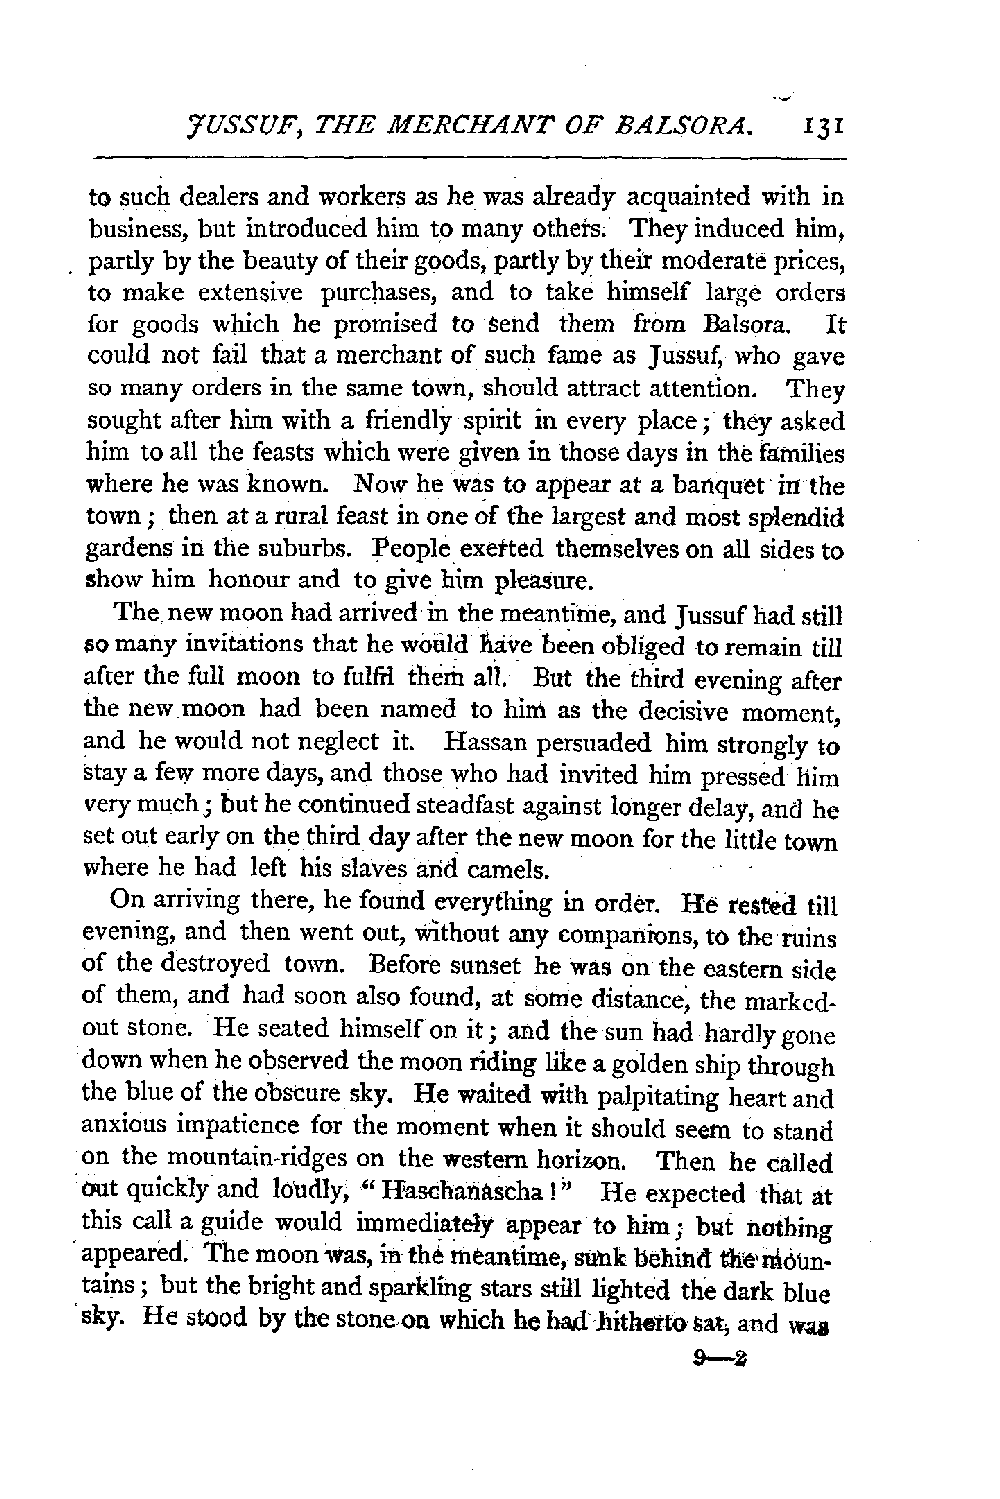 JUSSUF, THE MERCHANT OF BALSORA. 131
to such dealers and workers as he was already acquainted with in
business, but introduced him to many others. They induced him,
partly by the beauty of their goods, partly by their moderate prices,
to make extensive purchases, and to take himself large orders
for goods which he promised to send them from Balsora. It
could not fail that a merchant of such fame as Jussuf, who gave
so many orders in the same town, should attract attention. They
sought after him with a friendly spirit in every place; they asked
him to all the feasts which were given in those days in the families
where he was known. Now he was to appear at a banquet in the
town; then at a rural feast in one of the largest and most splendid
gardens in the suburbs. People exerted themselves on all sides to
show him honour and to give him pleasure.
The new moon had arrived in the meantime, and Jussuf had still
so many invitations that he would have been obliged to remain till
after the full moon to fulfil them all. But the third evening after
the new moon had been named to him as the decisive moment,
and he would not neglect it. Hassan persuaded him strongly to
stay a few more days, and those who had invited him pressed him
very much; but he continued steadfast against longer delay, and he
set out early on the third day after the new moon for the little town
where he had left his slaves and camels.
On arriving there, he found everything in order. He rested till
evening, and then went out, without any companions, to the ruins
of the destroyed town. Before sunset he was on the eastern side
of them, and had soon also found, at some distance, the marked-
out stone. He seated himself on it; and the sun had hardly gone
down when he observed the moon riding like a golden ship through
the blue of the obscure sky. He waited with palpitating heart and
anxious impatience for the moment when it should seem to stand
on the mountain-ridges on the western horizon. Then he called
out quickly and loudly, “Haschanascha!” He expected that at
this call a guide would immediately appear to him; but nothing
appeared. The moon was, in the meantime, sunk behind the moun-
tains; but the bright and sparkling stars still lighted the dark blue
sky. He stood by the stone on which he had hitherto sat, and was
9—2